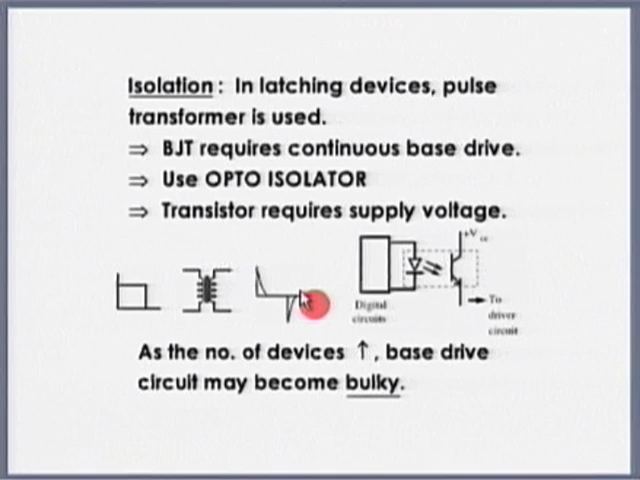 Isolation : In latching devices, pulse
transformer is used.
⇒ BJT requires continuous base drive.
⇒ Use OPTO ISOLATOR
⇒ Transistor requires supply voltage.
+Vcc
Digital
circuits
To
driver
circuit
As the no. of devices ↑, base drive
circuit may become bulky.